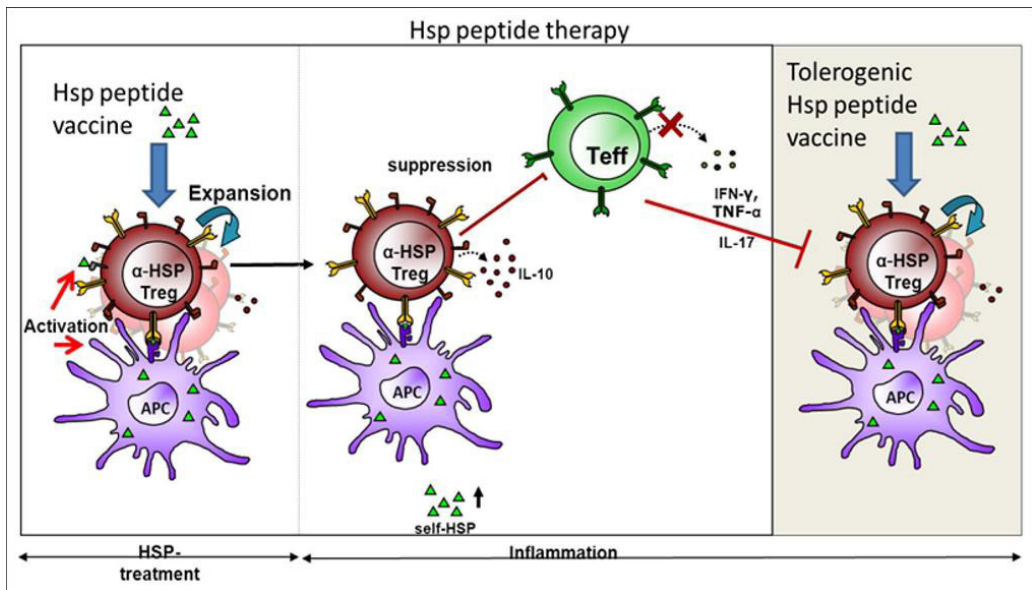 Hsp peptide therapy
Hsp peptide
vaccine
Expansion
α-HSP
Treg
Activation
APC
suppression
α-HSP
Treg
IL-10
APC
self-HSP
Teff
IFN-γ,
TNF-α
IL-17
Tolerogenic
Hsp peptide
vaccine
α-HSP
Treg
APC
HSP-
treatment
Inflammation